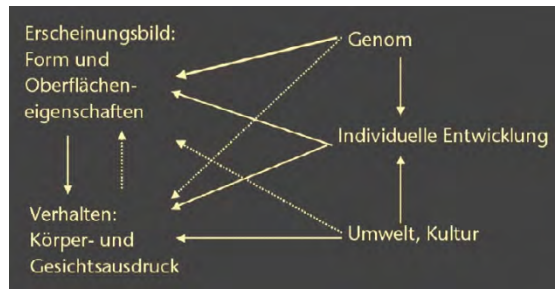 Erscheinungsbild:
Form und
Oberflächen-
eigenschaften
Genom
Individuelle Entwicklung
Verhalten:
Körper- und
Gesichtsausdruck
Umwelt, Kultur